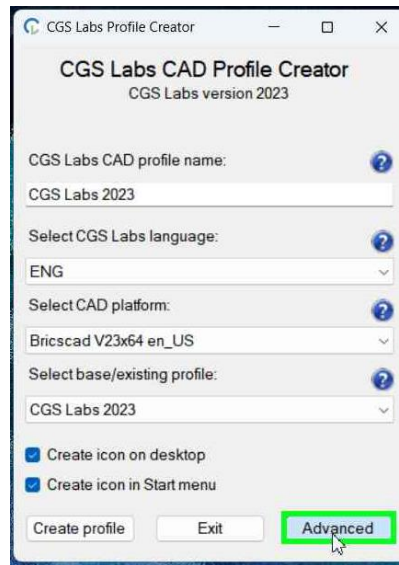 CGS Labs Profile Creator
CGS Labs CAD Profile Creator
CGS Labs version 2023
CGS Labs CAD profile name:
CGS Labs 2023
Select CGS Labs language:
ENG
Select CAD platform:
Bricscad V23x64 en_US
Select base/existing profile:
CGS Labs 2023
Create icon on desktop
Create icon in Start menu
Create profile Exit Advanced